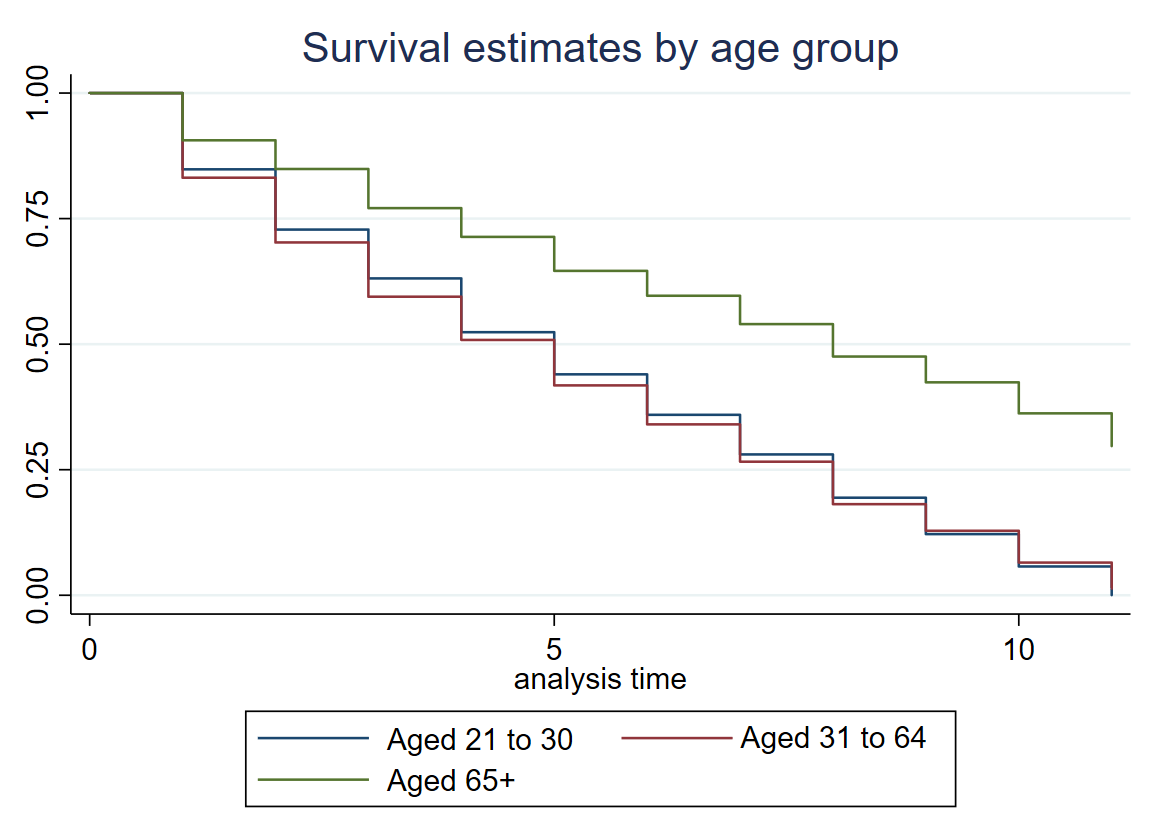 Survival estimates by age group
1.00
0.75
0.50
0.25
0.00
0 5 10
analysis time
Aged 21 to 30 Aged 31 to 64
Aged 65+